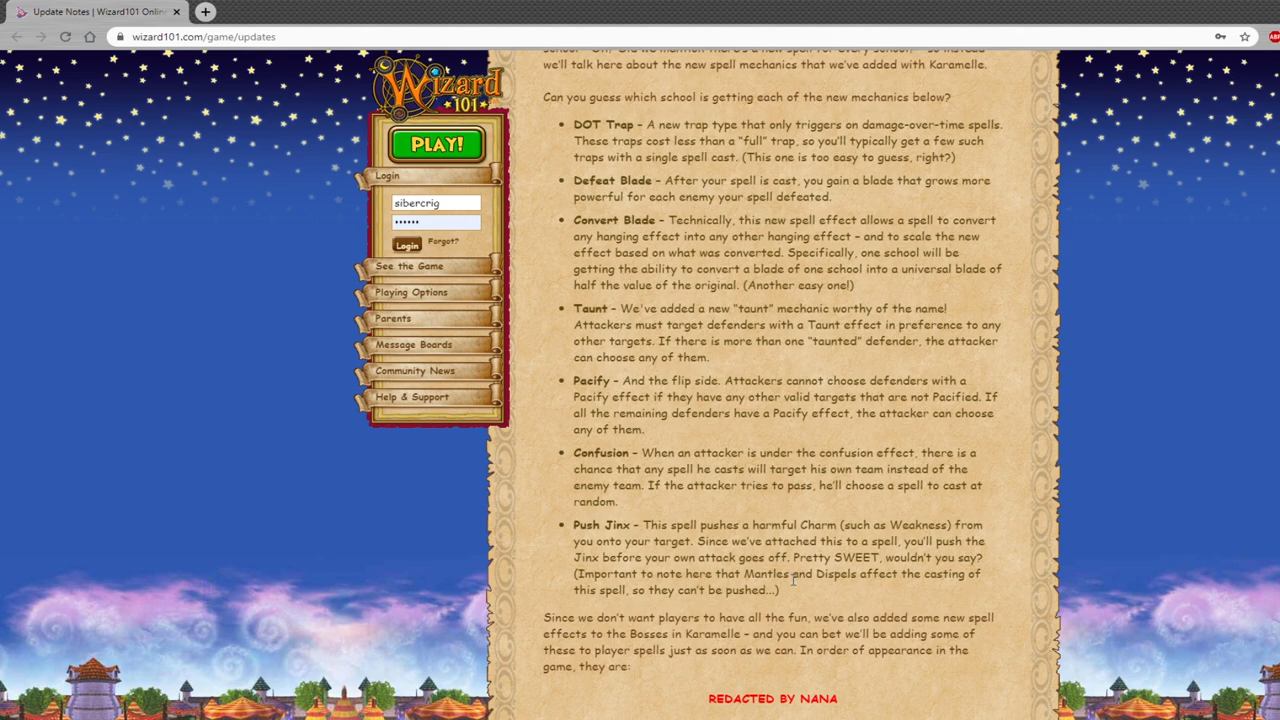 Update Notes | Wizard101 Onlin
wizard101.com/game/updates
ABP
Wizard
101
PLAY!
Login
sibercrig
••••••
Login
Forgot?
See the Game
Playing Options
Parents
Message Boards
Community News
Help & Support
we'll talk here about the new spell mechanics that we've added with Karamelle.
Can you guess which school is getting each of the new mechanics below?
• DOT Trap – A new trap type that only triggers on damage-over-time spells.
These traps cost less than a "full" trap, so you'll typically get a few such
traps with a single spell cast. (This one is too easy to guess, right?)
• Defeat Blade – After your spell is cast, you gain a blade that grows more
powerful for each enemy your spell defeated.
• Convert Blade – Technically, this new spell effect allows a spell to convert
any hanging effect into any other hanging effect – and to scale the new
effect based on what was converted. Specifically, one school will be
getting the ability to convert a blade of one school into a universal blade of
half the value of the original. (Another easy one!)
• Taunt – We've added a new "taunt" mechanic worthy of the name!
Attackers must target defenders with a Taunt effect in preference to any
other targets. If there is more than one "taunted" defender, the attacker
can choose any of them.
• Pacify – And the flip side. Attackers cannot choose defenders with a
Pacify effect if they have any other valid targets that are not Pacified. If
all the remaining defenders have a Pacify effect, the attacker can choose
any of them.
• Confusion – When an attacker is under the confusion effect, there is a
chance that any spell he casts will target his own team instead of the
enemy team. If the attacker tries to pass, he'll choose a spell to cast at
random.
• Push Jinx – This spell pushes a harmful Charm (such as Weakness) from
you onto your target. Since we've attached this to a spell, you'll push the
Jinx before your own attack goes off. Pretty SWEET, wouldn't you say?
(Important to note here that Mantles and Dispels affect the casting of
this spell, so they can't be pushed...)
Since we don't want players to have all the fun, we've also added some new spell
effects to the Bosses in Karamelle – and you can bet we'll be adding some of
these to player spells just as soon as we can. In order of appearance in the
game, they are:
REDACTED BY NANA